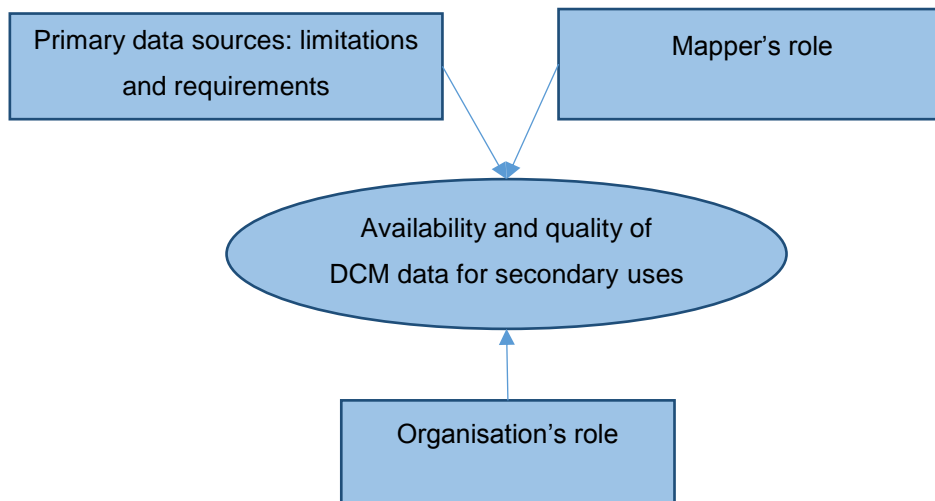 Primary data sources: limitations
and requirements
Mapper’s role
Availability and quality of
DCM data for secondary uses
Organisation’s role